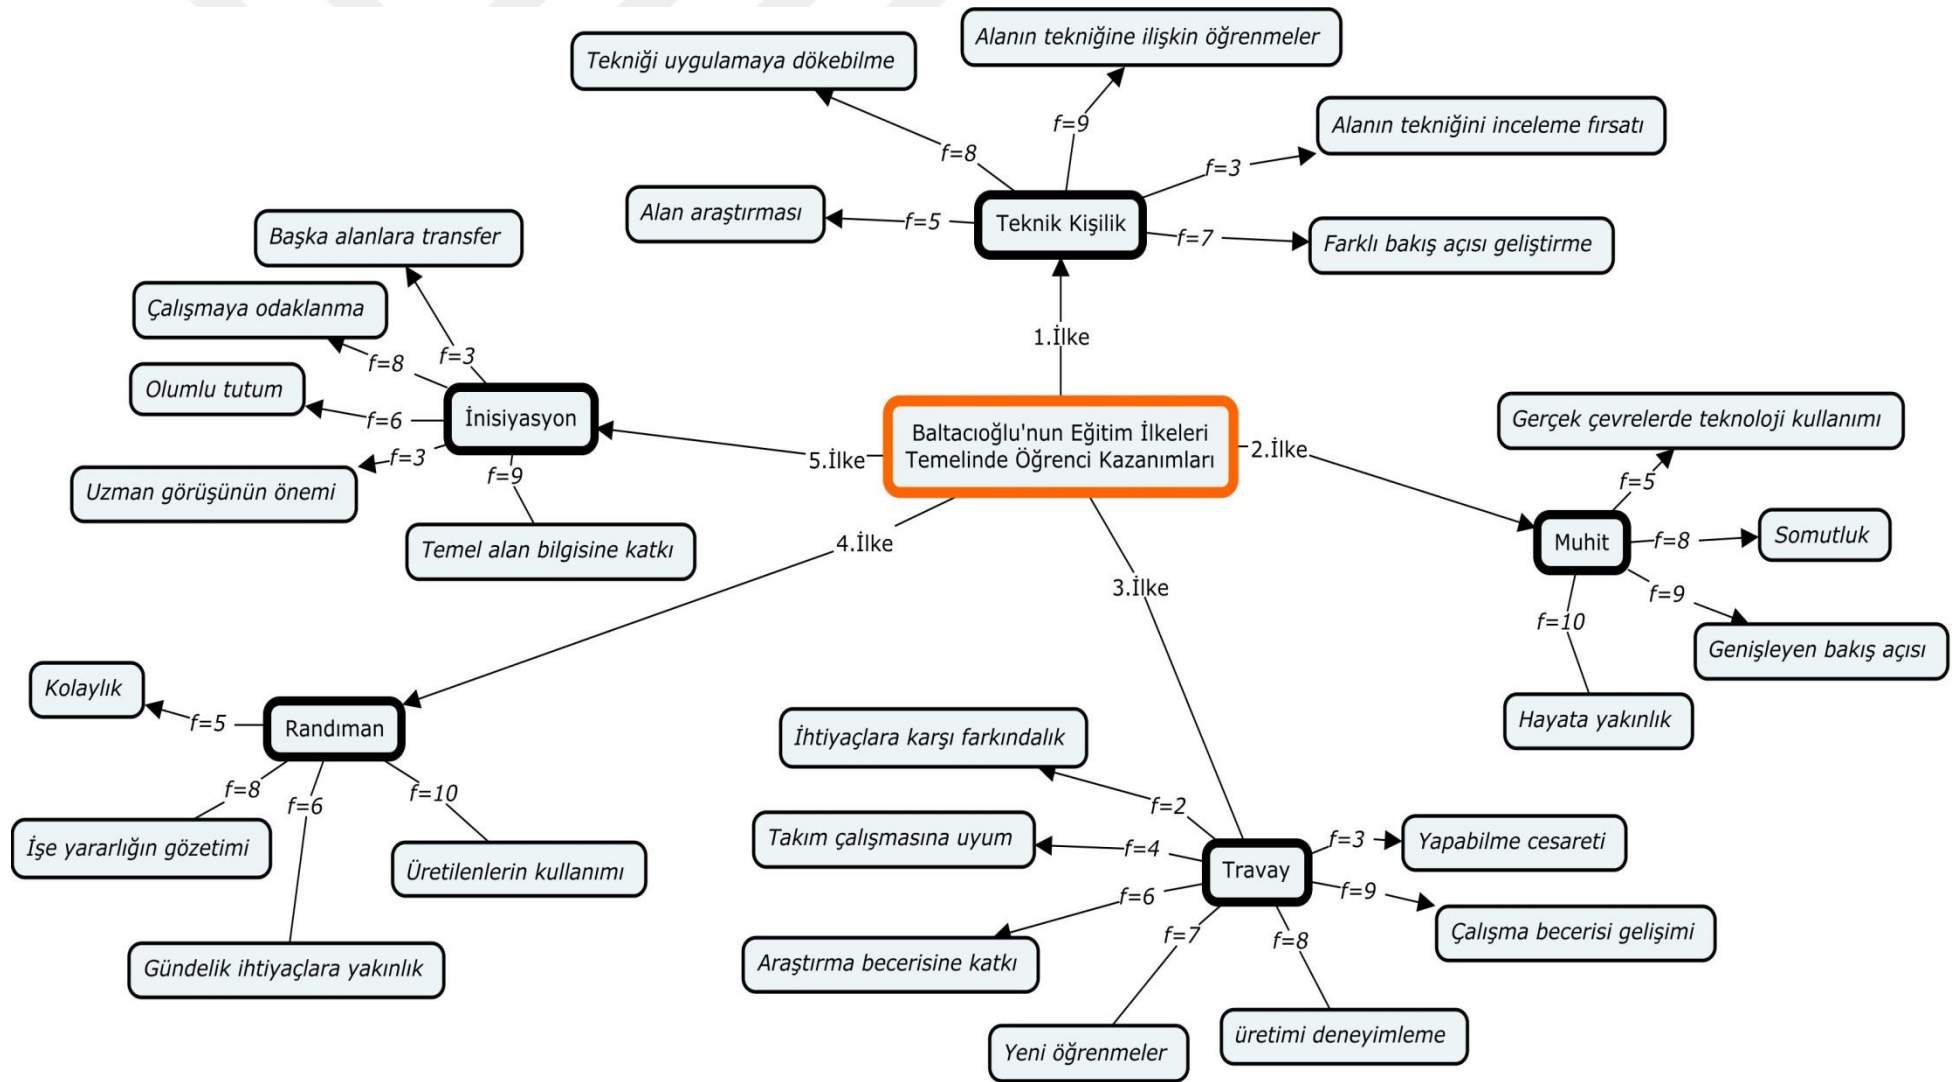 Alanın tekniğine ilişkin öğrenmeler
Tekniği uygulamaya dökebilme
f=9
Alanın tekniğini inceleme fırsatı
f=8
f=3
Alan araştırması
f=5
Teknik Kişilik
f=7
Farklı bakış açısı geliştirme
1.İlke
Başka alanlara transfer
Çalışmaya odaklanma
f=3
f=8
Olumlu tutum
f=6
İnisiyasyon
f=3
Uzman görüşünün önemi
f=9
Temel alan bilgisine katkı
5.İlke
Baltacıoğlu'nun Eğitim İlkeleri
Temelinde Öğrenci Kazanımları
2.İlke
Gerçek çevrelerde teknoloji kullanımı
f=5
Muhit
f=8
Somutluk
f=9
f=10
Genişleyen bakış açısı
Hayata yakınlık
4.İlke
3.İlke
Kolaylık
f=5
Randıman
f=8
f=6
f=10
İşe yararlığın gözetimi
Üretilenlerin kullanımı
Gündelik ihtiyaçlara yakınlık
İhtiyaçlara karşı farkındalık
f=2
Takım çalışmasına uyum
f=4
Travay
f=3
Yapabilme cesareti
f=6
f=9
Araştırma becerisine katkı
f=7
f=8
Çalışma becerisi gelişimi
Yeni öğrenmeler
üretimi deneyimleme